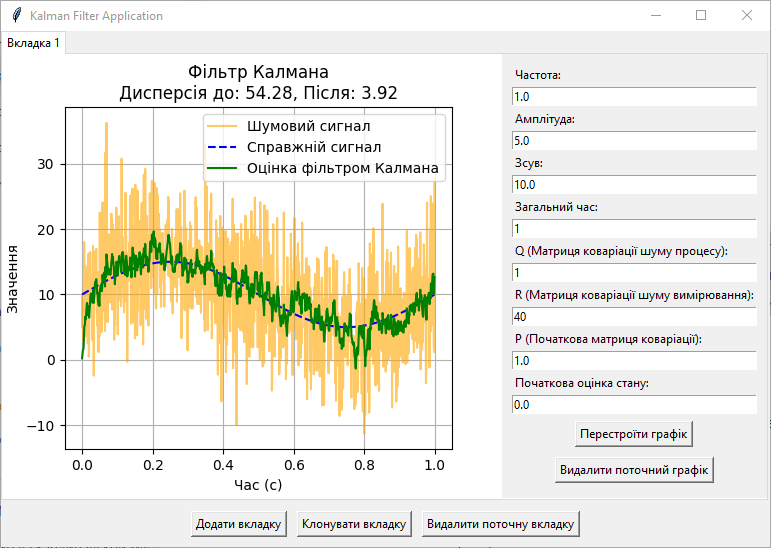 Kalman Filter Application
Вкладка 1
Фільтр Калмана
Дисперсія до: 54.28, Після: 3.92
Шумовий сигнал
Справжній сигнал
Оцінка фільтром Калмана
30
20
10
0
−10
Значення
0.0 0.2 0.4 0.6 0.8 1.0
Час (с)
Частота:
1.0
Амплітуда:
5.0
Зсув:
10.0
Загальний час:
1
Q (Матриця коваріації шуму процесу):
1
R (Матриця коваріації шуму вимірювання):
40
P (Початкова матриця коваріації):
1.0
Початкова оцінка стану:
0.0
Перестроїти графік
Видалити поточний графік
Додати вкладку Клонувати вкладку Видалити поточну вкладку